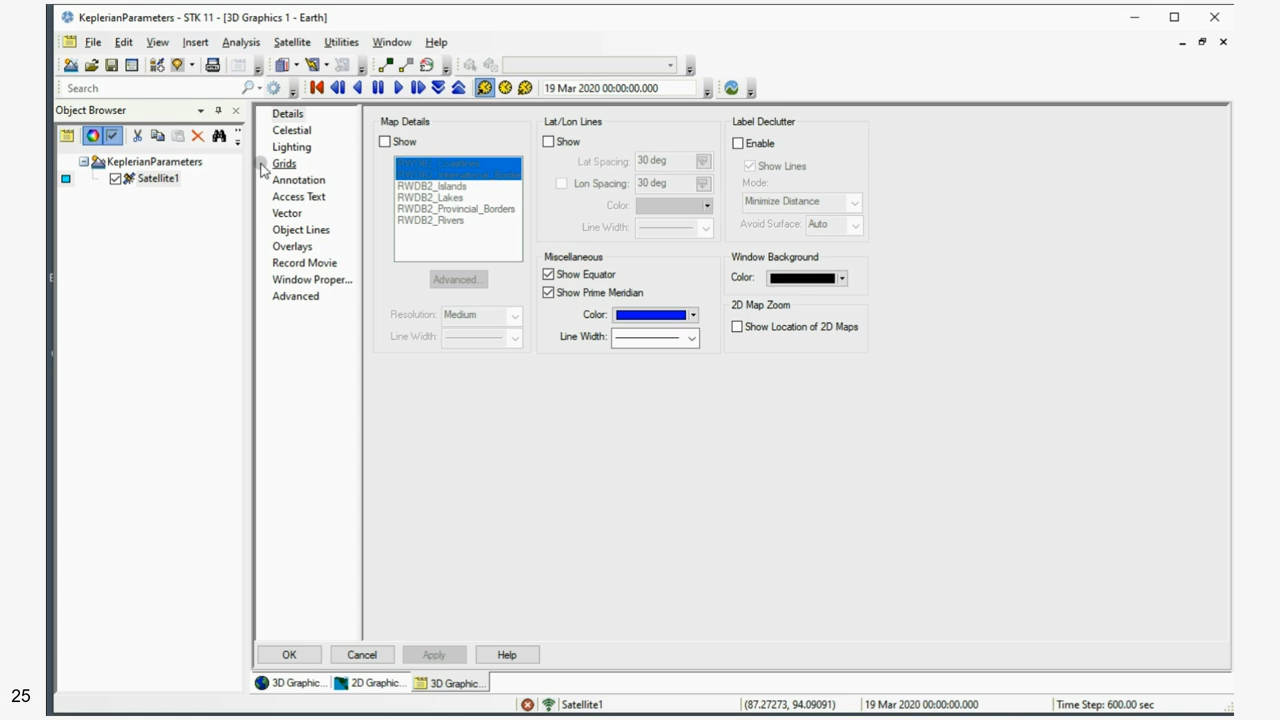 KeplerianParameters - STK 11 - [3D Graphics 1 - Earth]
File Edit View Insert Analysis Satellite Utilities Window Help
Search
19 Mar 2020 00:00:00.000
Object Browser
KeplerianParameters
Satellite1
Details
Celestial
Lighting
Grids
Annotation
Access Text
Vector
Object Lines
Overlays
Record Movie
Window Proper...
Advanced
Map Details
Show
RWDB2_Coastlines
RWDB2_International_Borders
RWDB2_Islands
RWDB2_Lakes
RWDB2_Provincial_Borders
RWDB2_Rivers
Advanced...
Resolution: Medium
Line Width:
Lat/Lon Lines
Show
Lat Spacing: 30 deg
Lon Spacing: 30 deg
Color:
Line Width:
Miscellaneous
Show Equator
Show Prime Meridian
Color:
Line Width:
Label Declutter
Enable
Show Lines
Mode:
Minimize Distance
Avoid Surface: Auto
Window Background
Color:
2D Map Zoom
Show Location of 2D Maps
OK Cancel Apply Help
3D Graphic... 2D Graphic... 3D Graphic...
Satellite1 (87.27273, 94.09091) 19 Mar 2020 00:00:00.000 Time Step: 600.00 sec
25